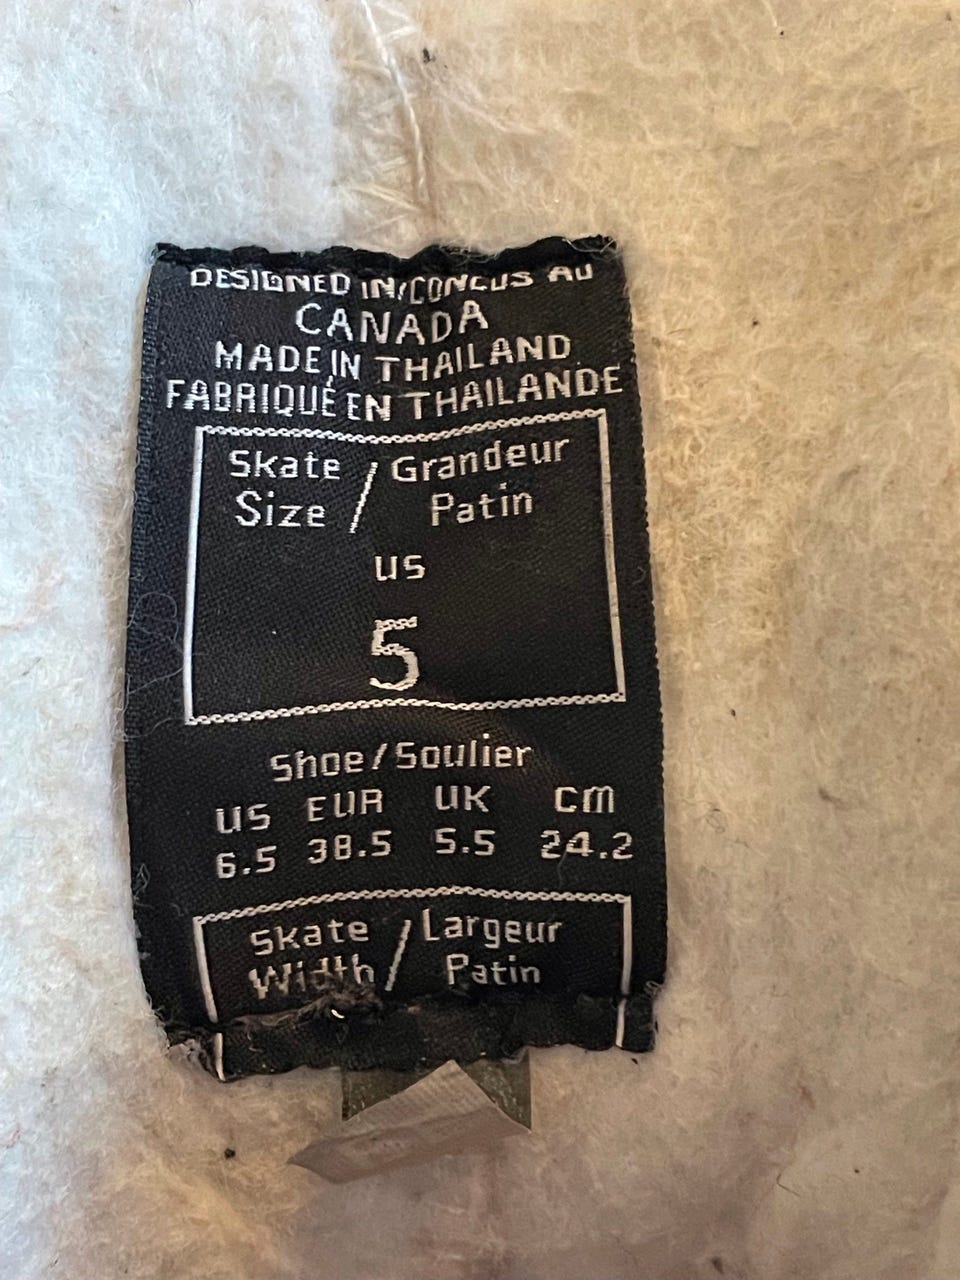 DESIGNED IN/CONCUS AU
CANADA
MADE IN THAILAND
FABRIQUÉ EN THAILANDE
Skate / Grandeur
Size Patin
US
5
Shoe/Soulier
US EUR UK CM
6.5 38.5 5.5 24.2
Skate / Largeur
Width Patin